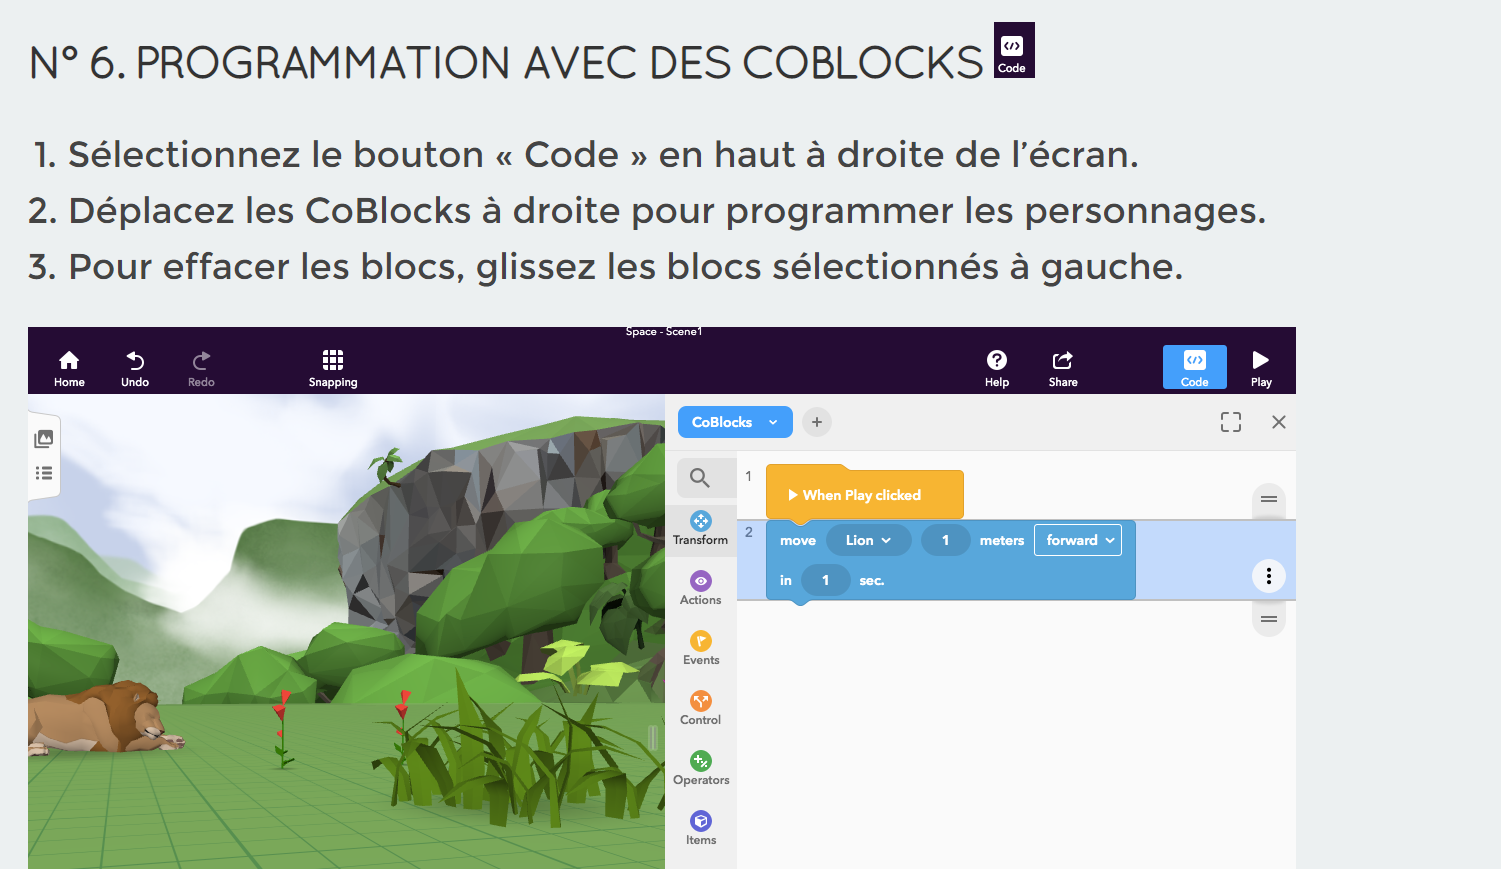 N° 6. PROGRAMMATION AVEC DES COBLOCKS
Code
1. Sélectionnez le bouton « Code » en haut à droite de l’écran.
2. Déplacez les CoBlocks à droite pour programmer les personnages.
3. Pour effacer les blocs, glissez les blocs sélectionnés à gauche.
Space - Scene1
Home Undo Redo Snapping Help Share Code Play
CoBlocks +
1 When Play clicked
Transform
2 move Lion 1 meters forward
in 1 sec.
Actions
Events
Control
Operators
Items